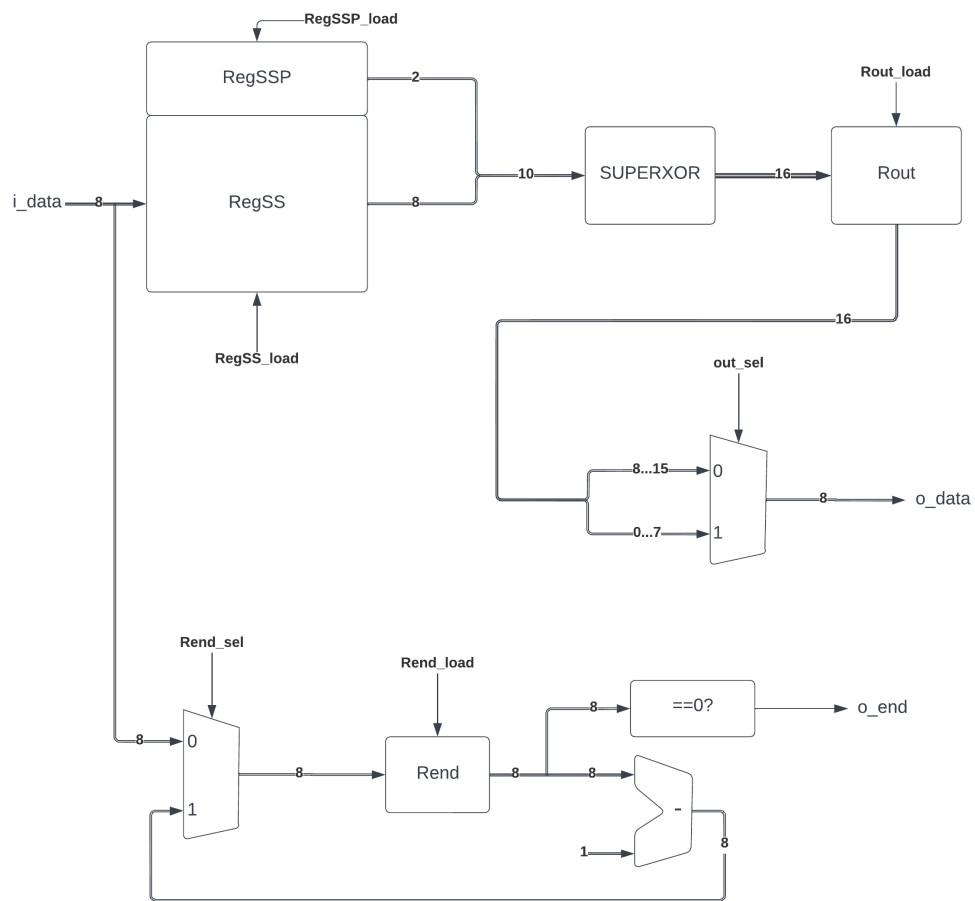 RegSSP_load
RegSSP
2
Rout_load
i_data
8
RegSS
8
10
SUPERXOR
16
Rout
RegSS_load
16
out_sel
8...15
0
0...7
1
8
o_data
Rend_sel
Rend_load
8
0
1
8
Rend
8
8
8
==0?
o_end
-
1
8